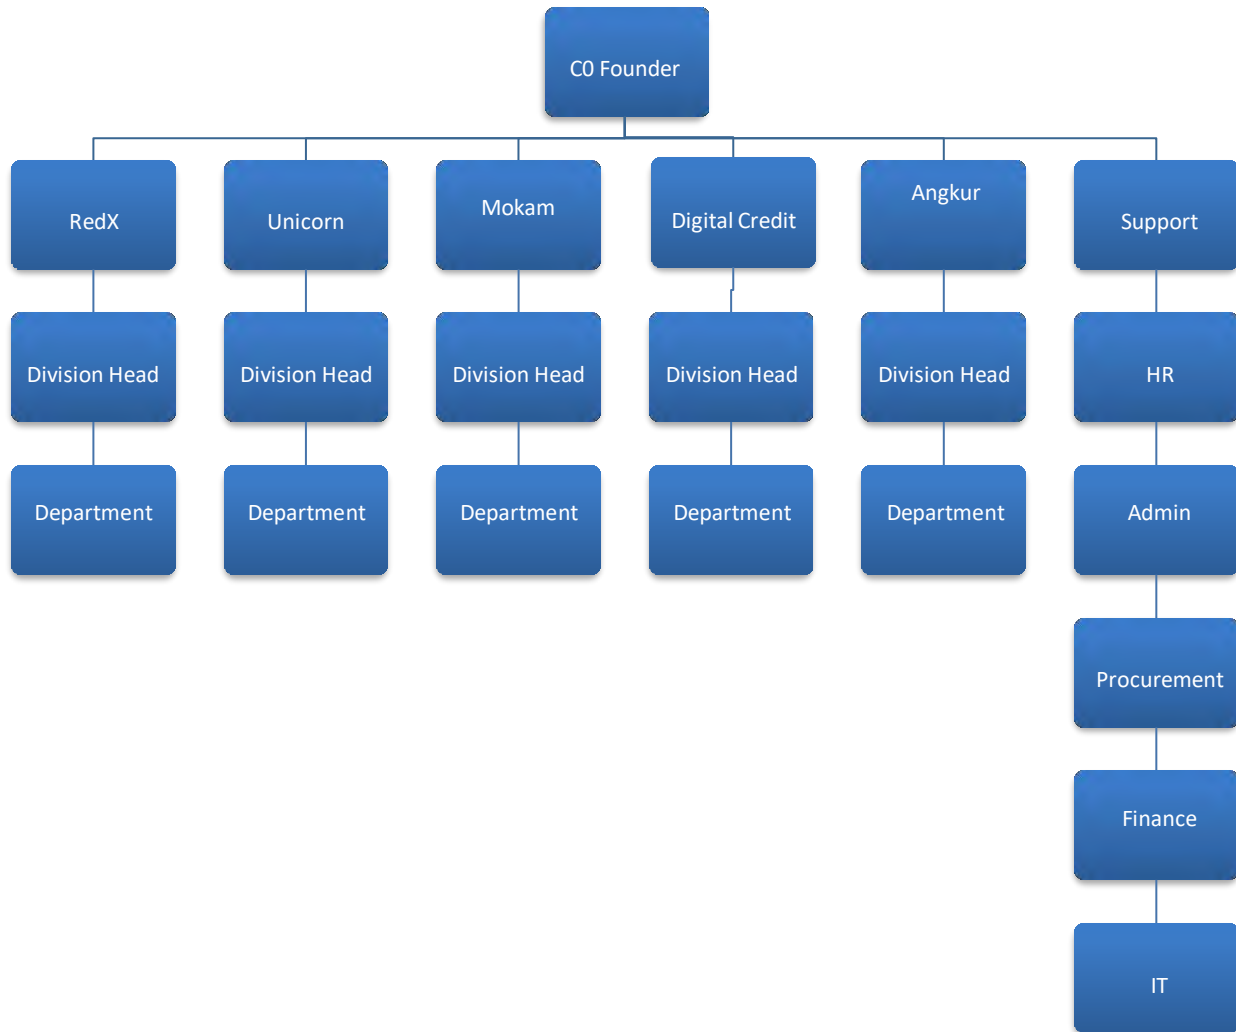 C0 Founder
RedX
Unicorn
Mokam
Digital Credit
Angkur
Support
Division Head
Division Head
Division Head
Division Head
Division Head
HR
Department
Department
Department
Department
Department
Admin
Procurement
Finance
IT